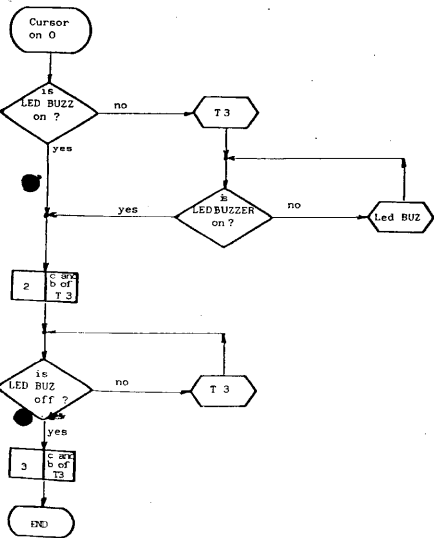 Cursor
on 0
is
LED BUZZ
on ?
no
T 3
yes
is
LED BUZZER
on ?
yes
no
Led BUZ
2
c and
b of
T 3
is
LED BUZ
off ?
no
T 3
yes
3
c and
b of
T3
END